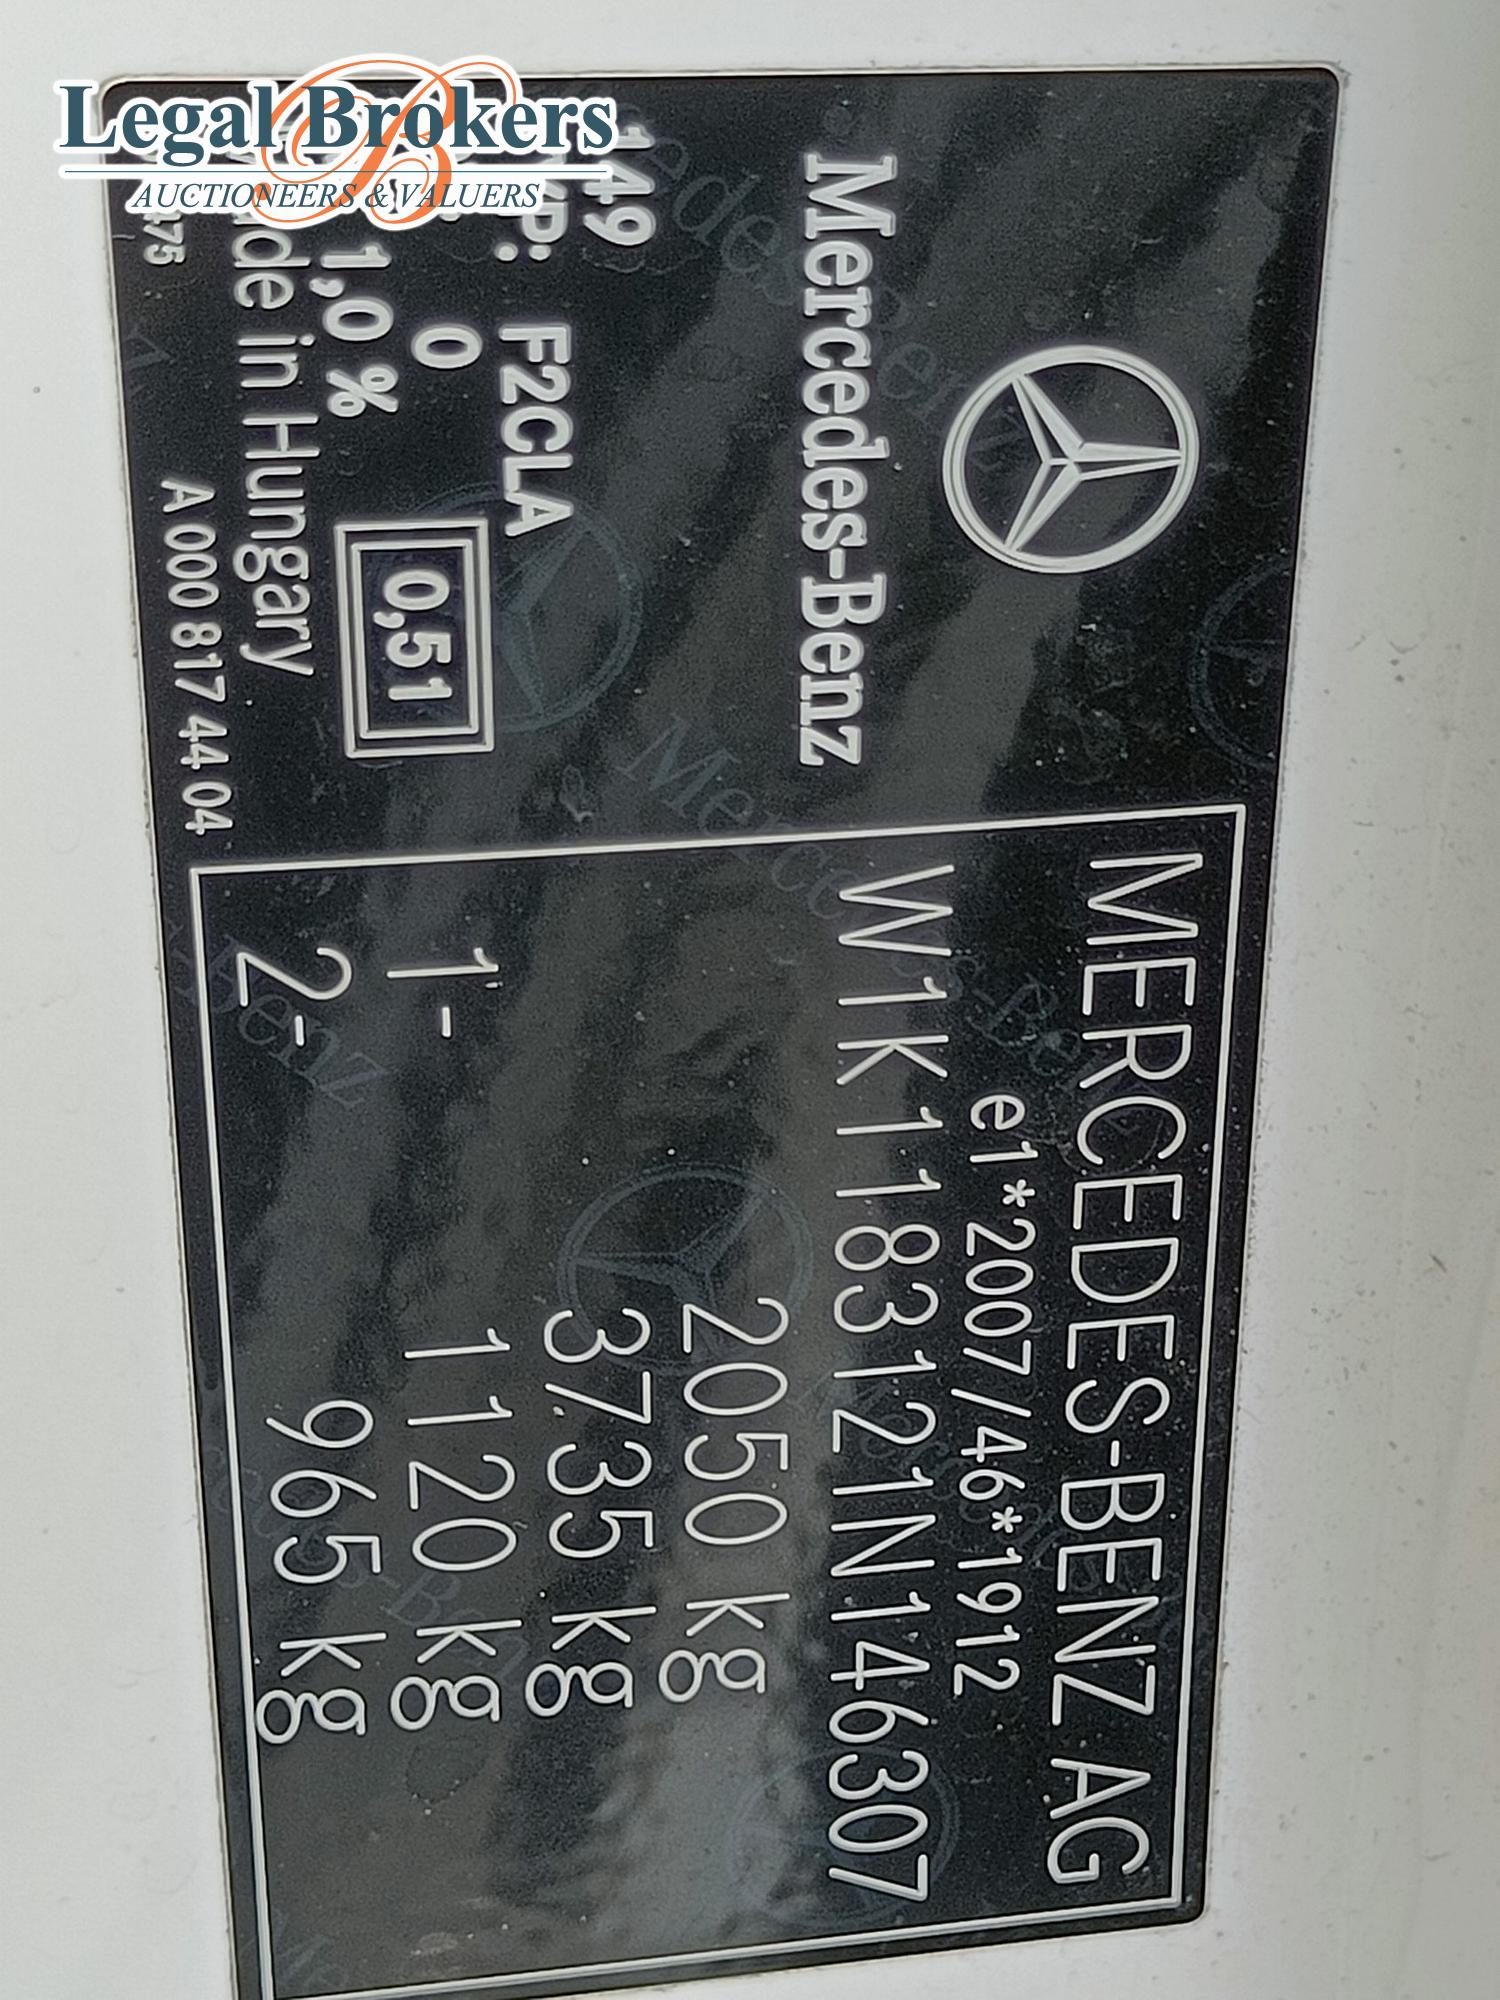 Legal Brokers
AUCTIONEERS & VALUERS
Mercedes-Benz
149
F2CLA
0
1,0 %
0,51
in Hungary
A 000 817 44 04
MERCEDES-BENZ AG
e1*2007/46*1912
W1K1183121N146307
2050 kg
3735 kg
1- 1120 kg
2- 965 kg